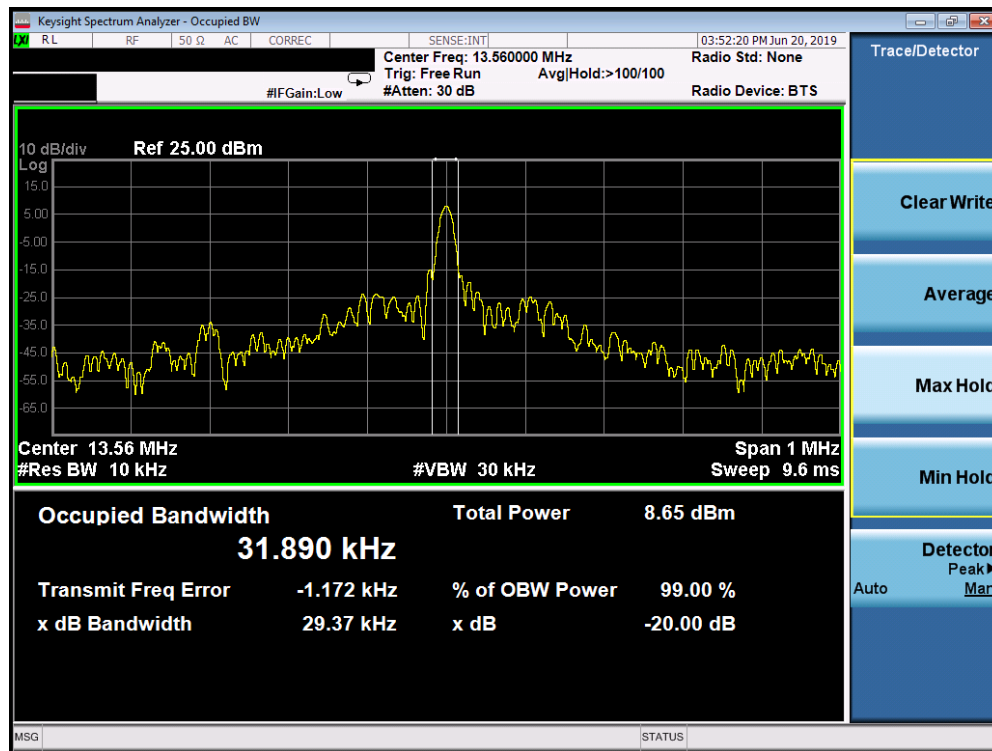 Keysight Spectrum Analyzer - Occupied BW
LXI RL RF 50 Ω AC CORREC SENSE:INT 03:52:20 PM Jun 20, 2019
Center Freq: 13.560000 MHz Radio Std: None
Trig: Free Run Avg|Hold:>100/100
#IFGain:Low #Atten: 30 dB Radio Device: BTS
10 dB/div Ref 25.00 dBm
Log
15.0
5.00
-5.00
-15.0
-25.0
-35.0
-45.0
-55.0
-65.0
Center 13.56 MHz Span 1 MHz
#Res BW 10 kHz #VBW 30 kHz Sweep 9.6 ms
Occupied Bandwidth Total Power 8.65 dBm
31.890 kHz
Transmit Freq Error -1.172 kHz % of OBW Power 99.00 %
x dB Bandwidth 29.37 kHz x dB -20.00 dB
Trace/Detector
Clear Write
Average
Max Hold
Min Hold
Detector
Peak
Auto Man
MSG STATUS